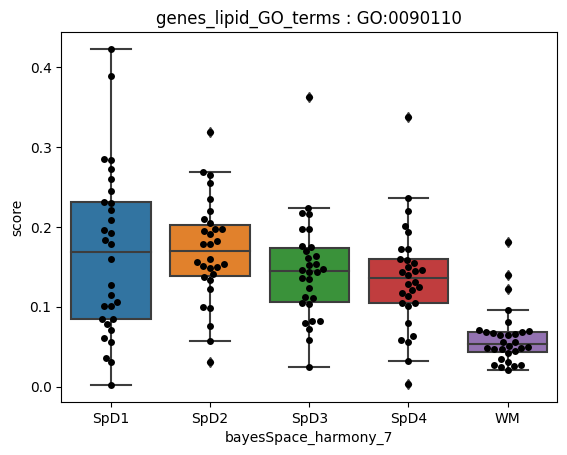 genes_lipid_GO_terms : GO:0090110
score
0.4
0.3
0.2
0.1
0.0
SpD1 SpD2 SpD3 SpD4 WM
bayesSpace_harmony_7